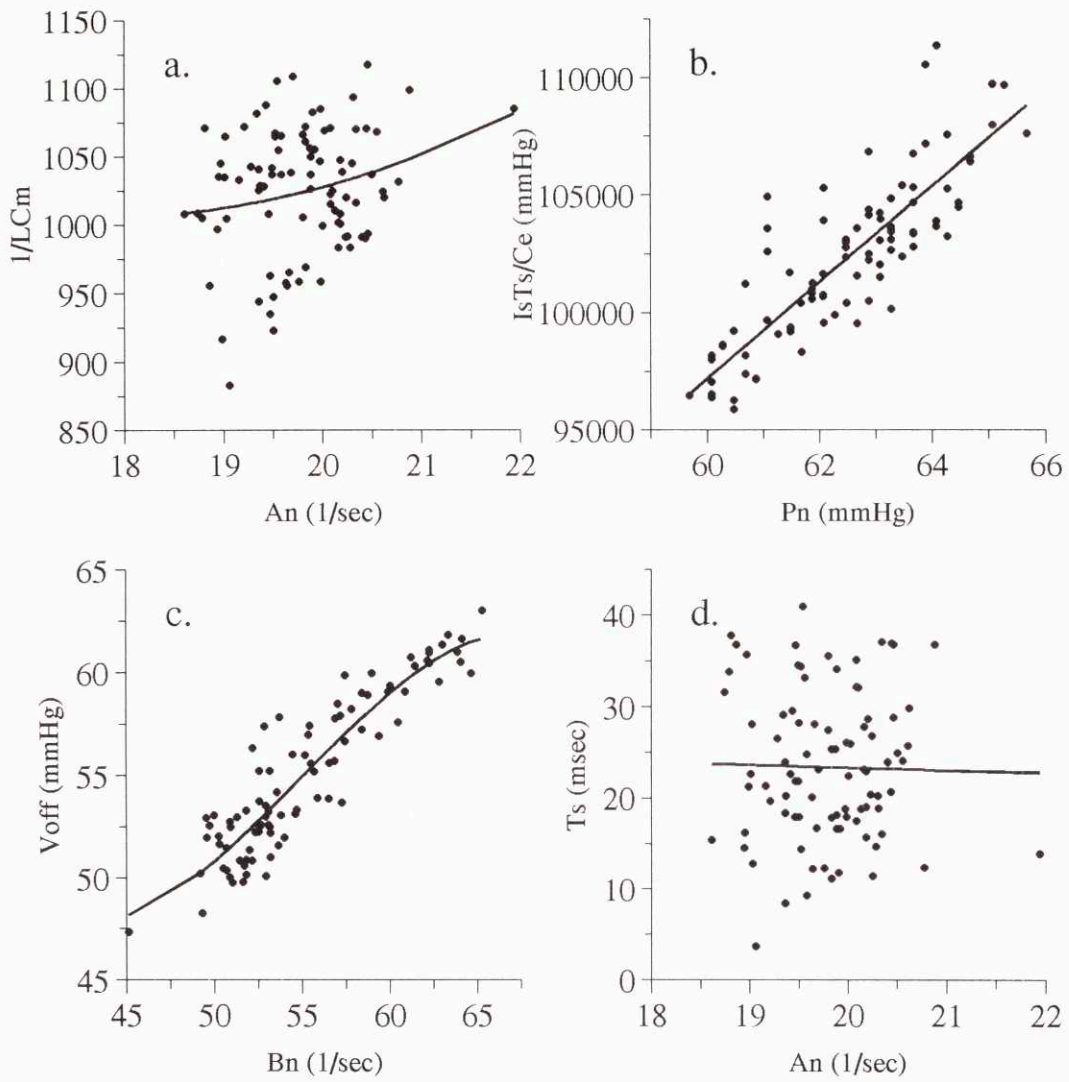 a.
1/LCm
1150
1100
1050
1000
950
900
850
18 19 20 21 22
An (1/sec)
b.
IsTs/Ce (mmHg)
110000
105000
100000
95000
60 62 64 66
Pn (mmHg)
c.
Voff (mmHg)
65
60
55
50
45
45 50 55 60 65
Bn (1/sec)
d.
Ts (msec)
40
30
20
10
0
18 19 20 21 22
An (1/sec)